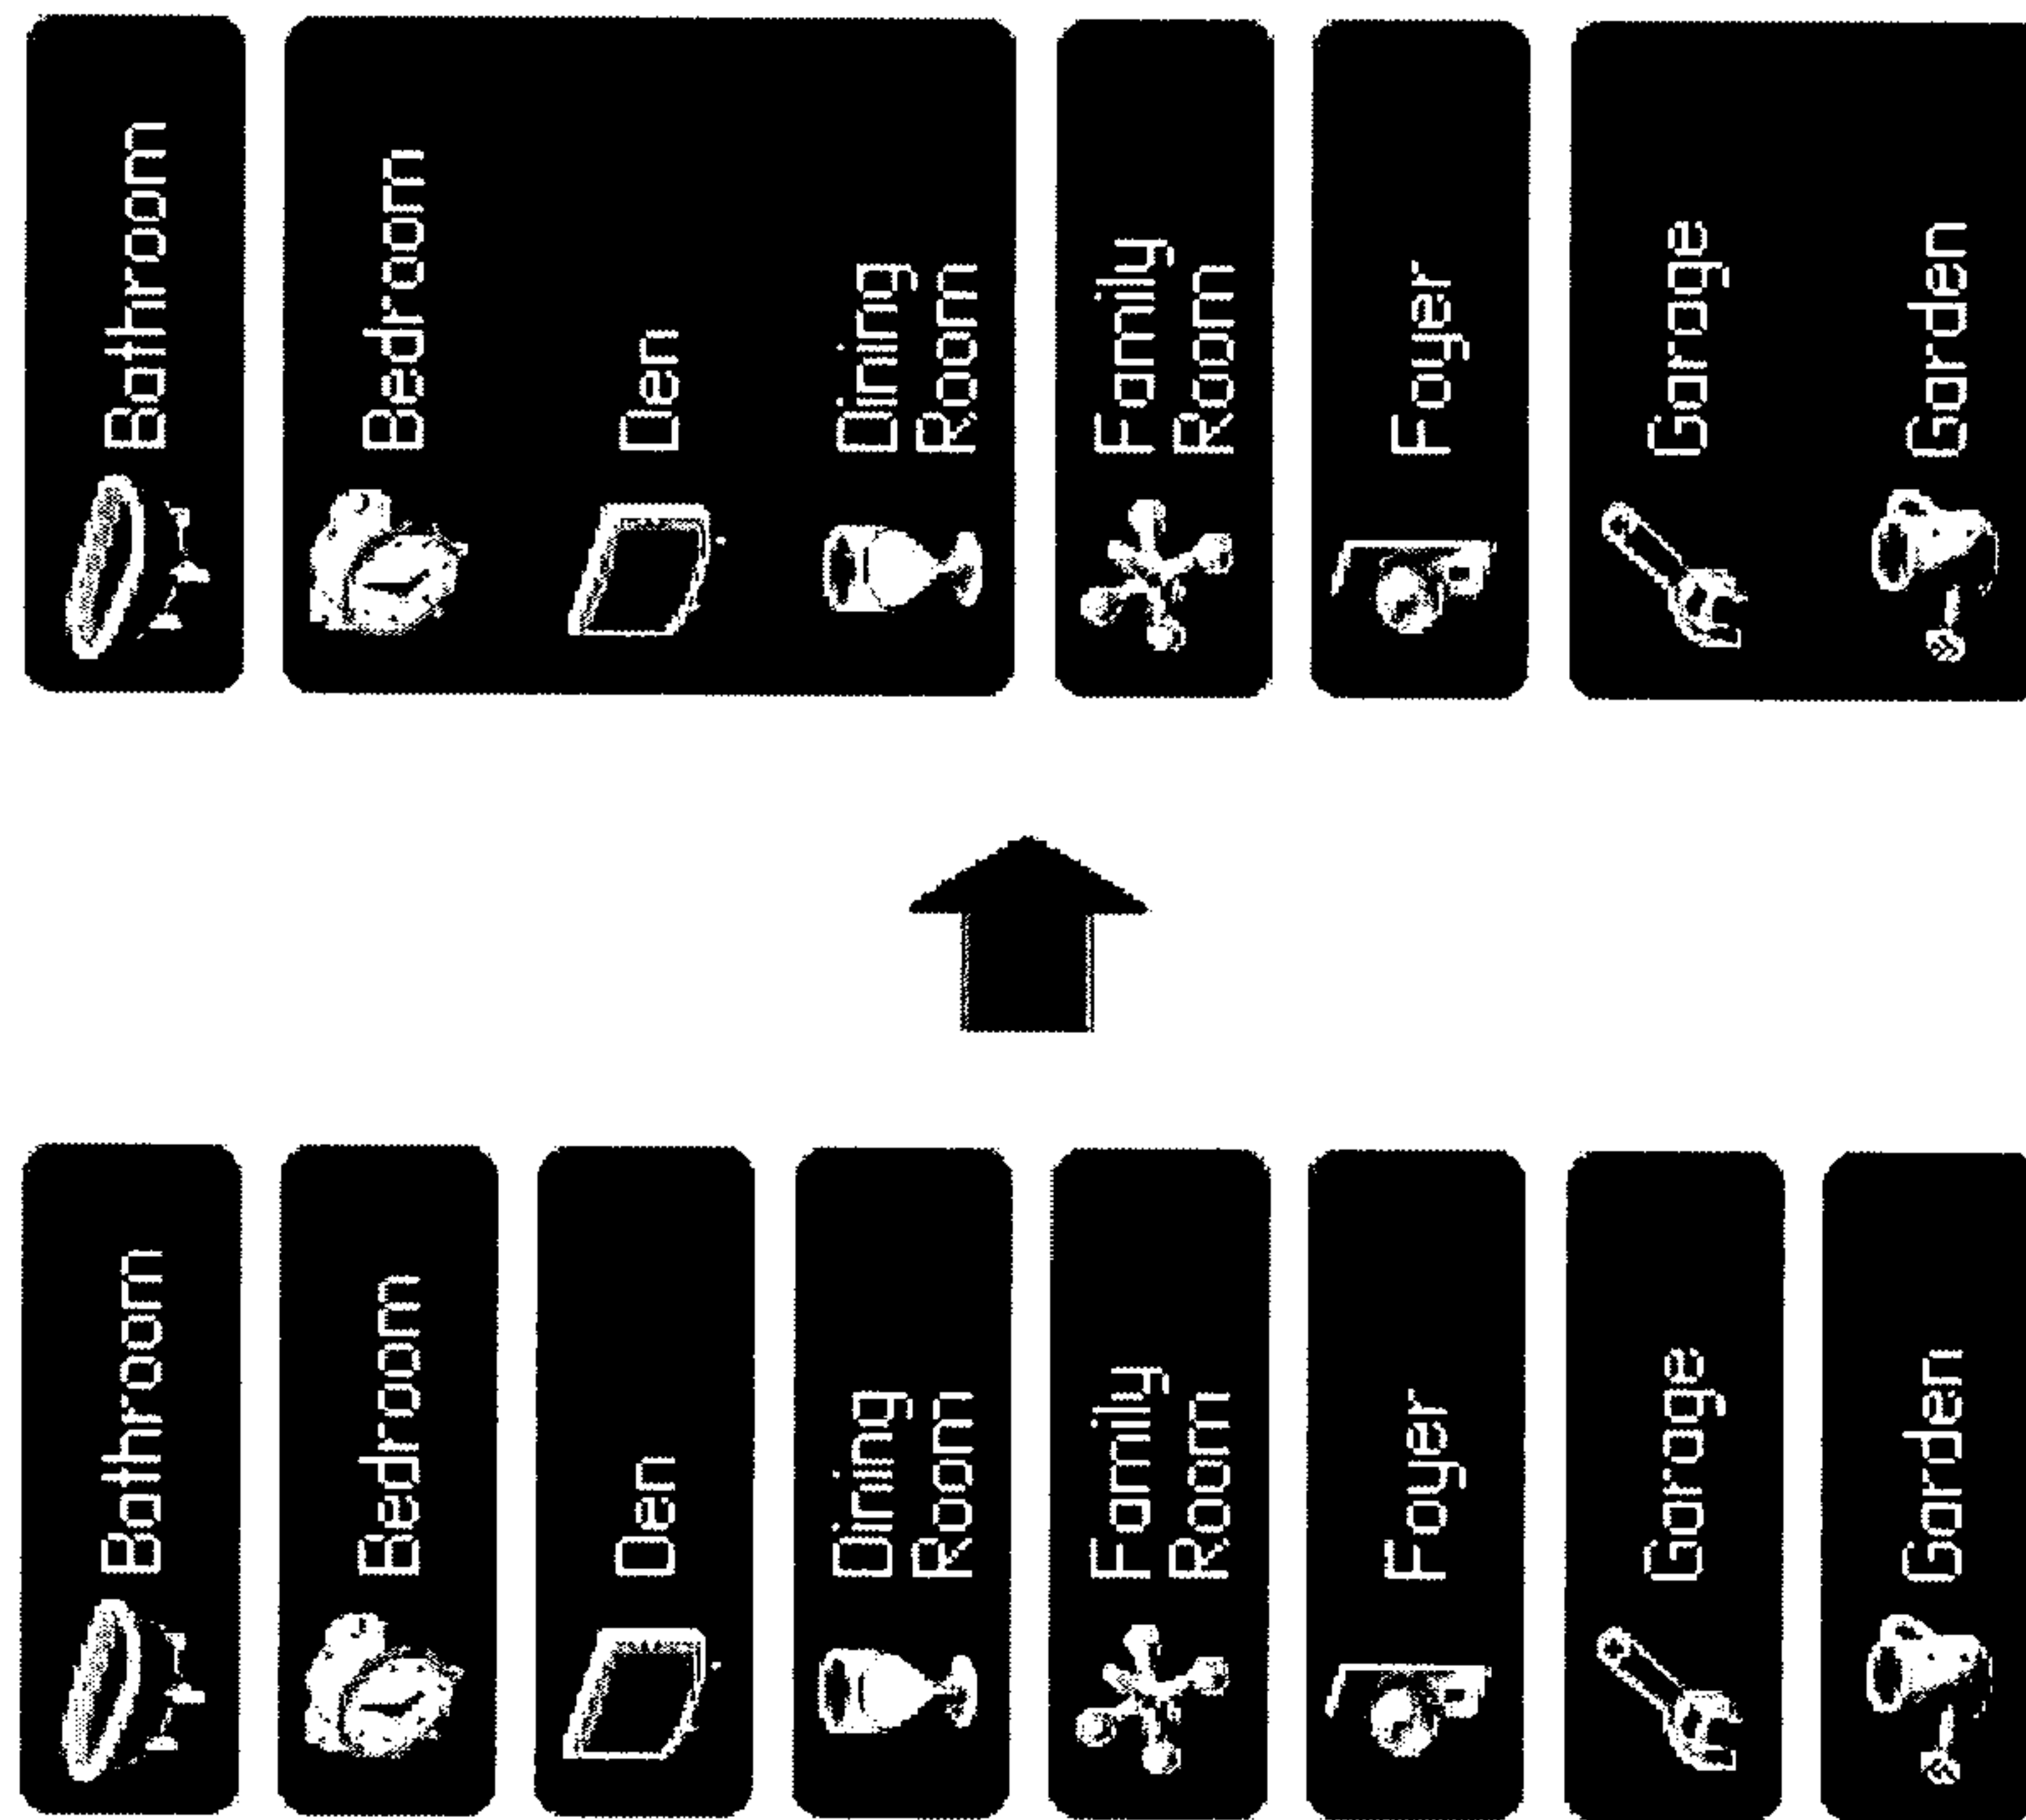 Bathroom
Bedroom
Den
Dining
Room
Family
Room
Foyer
Garage
Garden
Bathroom
Bedroom
Den
Dining
Room
Family
Room
Foyer
Garage
Garden